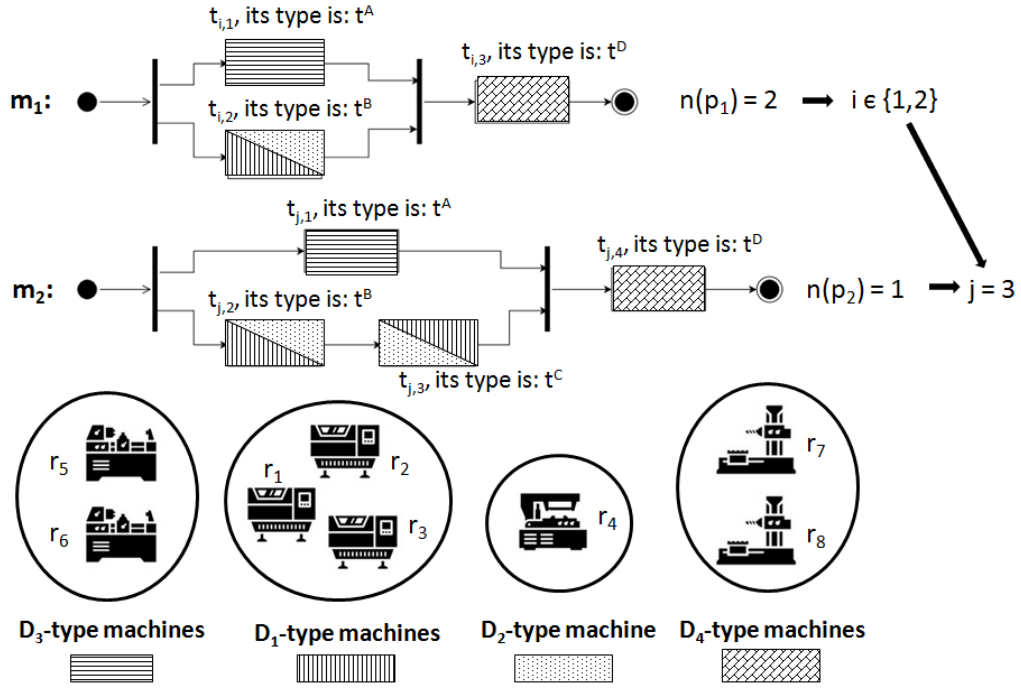 t_{i,1}, its type is: t^A
t_{i,3}, its type is: t^D
m_1:
t_{i,2}, its type is: t^B
n(p_1) = 2
i ϵ {1,2}
t_{j,1}, its type is: t^A
t_{j,4}, its type is: t^D
m_2:
t_{j,2}, its type is: t^B
n(p_2) = 1
j = 3
t_{j,3}, its type is: t^C
r_5
r_6
r_1
r_2
r_3
r_4
r_7
r_8
D_3-type machines
D_1-type machines
D_2-type machine
D_4-type machines